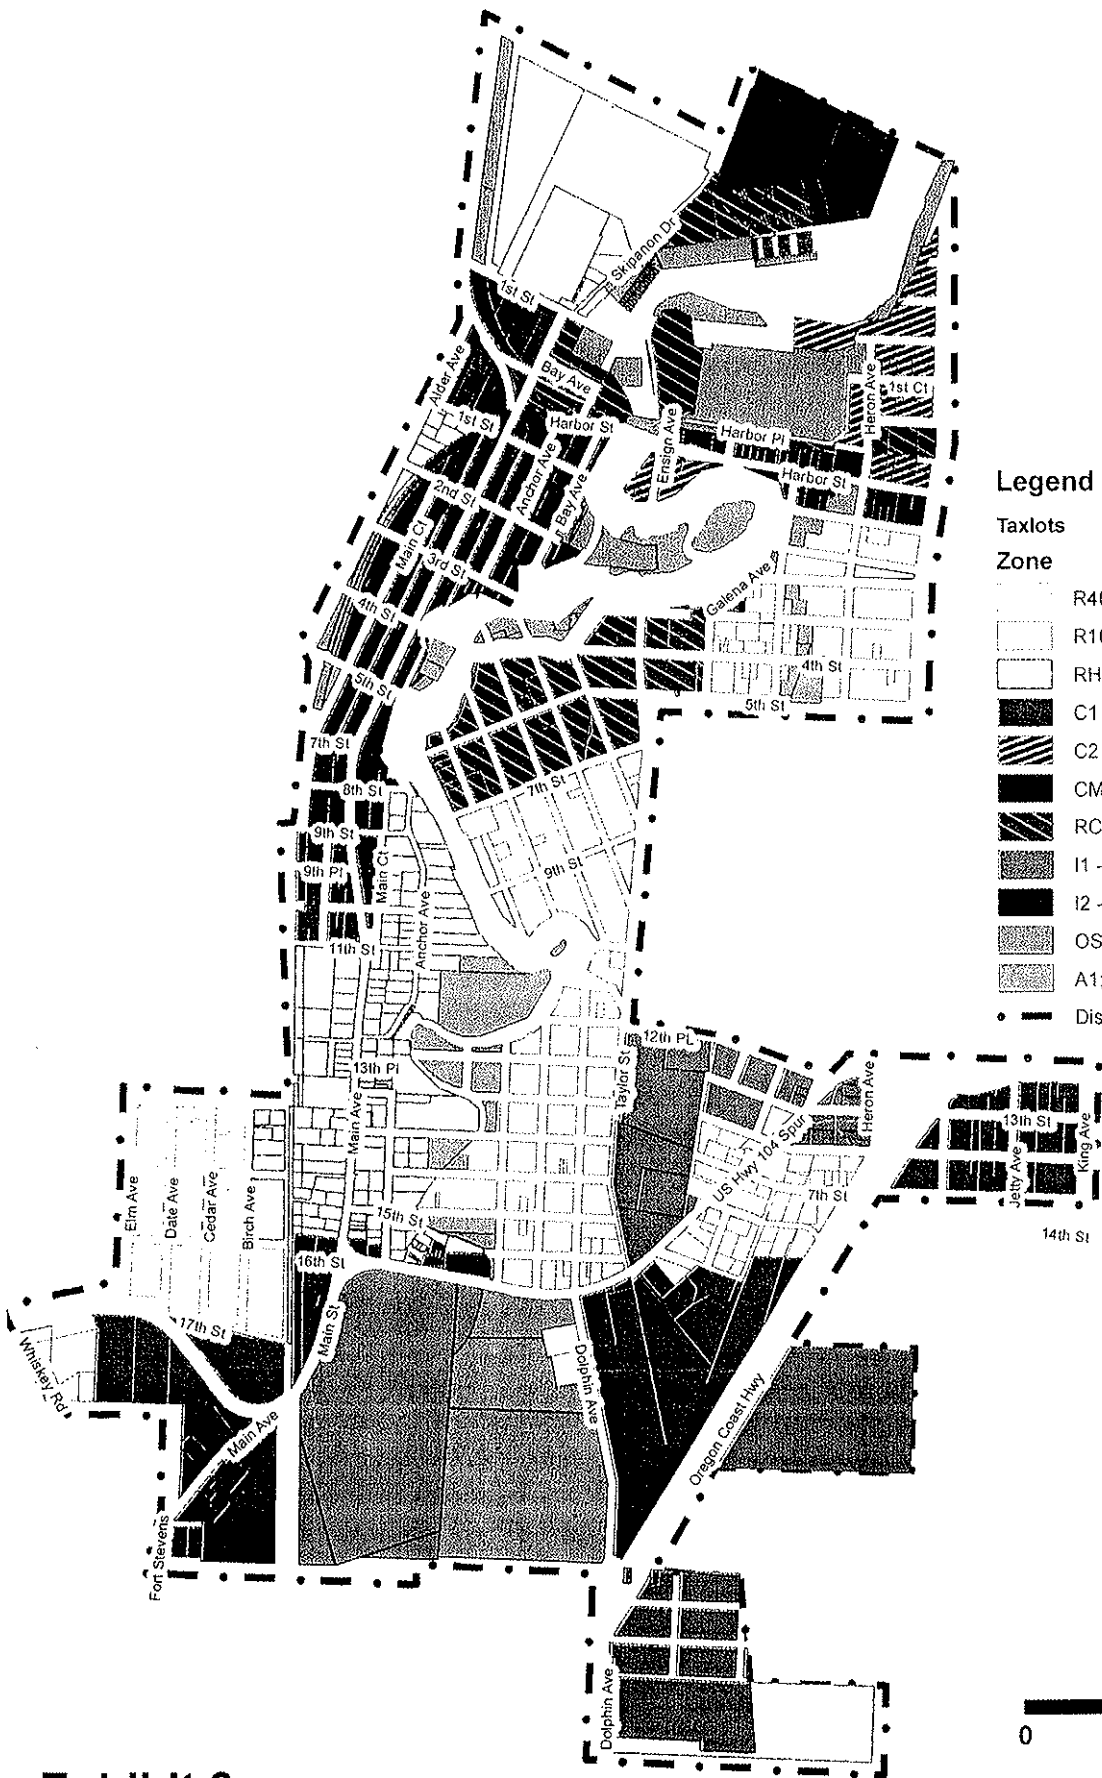 Skipanon Dr
1st St
Alder Ave
Bay Ave
1st Ct
Heron Ave
1st St
Harbor St
Harbor Pl
Ensign Ave
Anchor Ave
Harbor St
Bay Ave
2nd St
Main Ct
3rd St
Galena Ave
4th St
4th St
5th St
5th St
7th St
8th St
7th St
9th St
9th Pl
Main Ct
9th St
Anchor Ave
11th St
12th PL
13th Pl
Taylor St
Heron Ave
Main Ave
US Hwy 104 Spur
13th St
King Ave
Jetty Ave
Elm Ave
Date Ave
Cedar Ave
Birch Ave
7th St
15th St
14th St
16th St
17th St
Main St
Whiskey Rd
Dolphin Ave
Main Ave
Oregon Coast Hwy
Fort Stevens
Dolphin Ave
Legend
Taxlots
Zone
R10
RH
C1
C2
CM
RC
I1 -
I2 -
OS
A1:
Dis
0